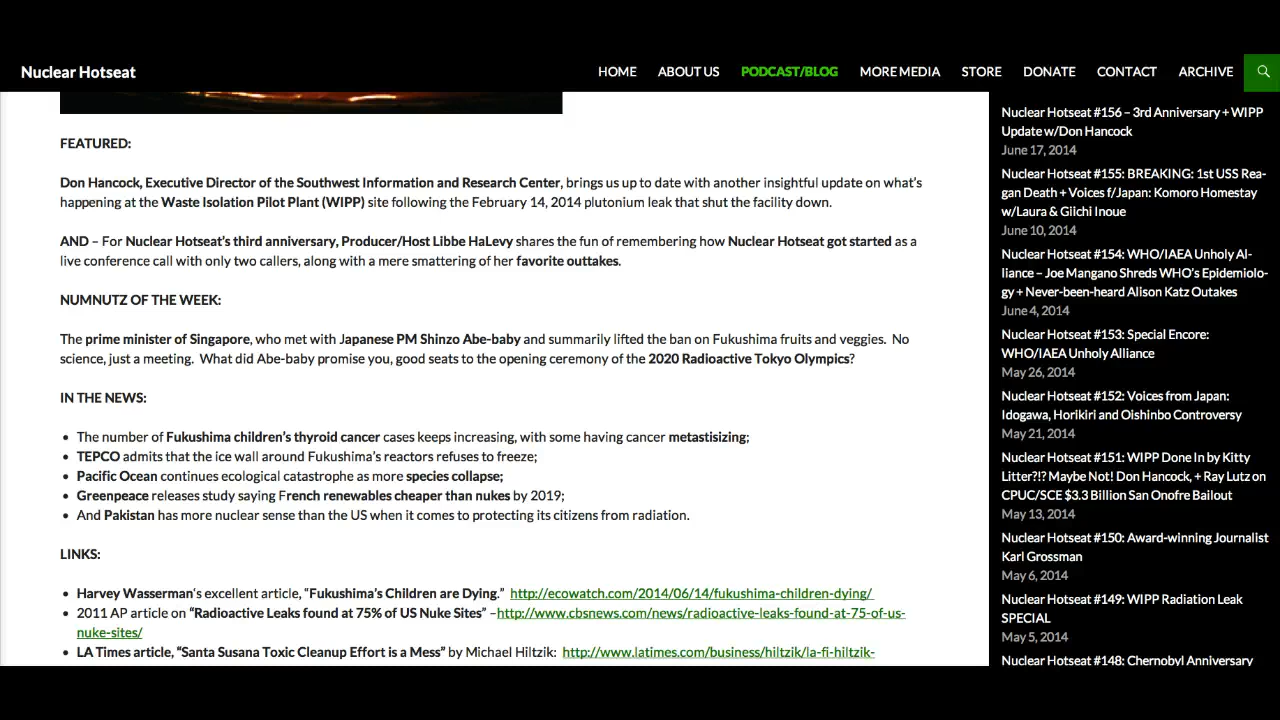 Nuclear Hotseat
HOME ABOUT US PODCAST/BLOG MORE MEDIA STORE DONATE CONTACT ARCHIVE
FEATURED:
Don Hancock, Executive Director of the Southwest Information and Research Center, brings us up to date with another insightful update on what's
happening at the Waste Isolation Pilot Plant (WIPP) site following the February 14, 2014 plutonium leak that shut the facility down.
AND – For Nuclear Hotseat's third anniversary, Producer/Host Libbe HaLevy shares the fun of remembering how Nuclear Hotseat got started as a
live conference call with only two callers, along with a mere smattering of her favorite outtakes.
NUMNUTZ OF THE WEEK:
The prime minister of Singapore, who met with Japanese PM Shinzo Abe-baby and summarily lifted the ban on Fukushima fruits and veggies. No
science, just a meeting. What did Abe-baby promise you, good seats to the opening ceremony of the 2020 Radioactive Tokyo Olympics?
IN THE NEWS:
• The number of Fukushima children's thyroid cancer cases keeps increasing, with some having cancer metastisizing;
• TEPCO admits that the ice wall around Fukushima's reactors refuses to freeze;
• Pacific Ocean continues ecological catastrophe as more species collapse;
• Greenpeace releases study saying French renewables cheaper than nukes by 2019;
• And Pakistan has more nuclear sense than the US when it comes to protecting its citizens from radiation.
LINKS:
• Harvey Wasserman's excellent article, "Fukushima's Children are Dying." http://ecowatch.com/2014/06/14/fukushima-children-dying/
• 2011 AP article on "Radioactive Leaks found at 75% of US Nuke Sites" –http://www.cbsnews.com/news/radioactive-leaks-found-at-75-of-us-
nuke-sites/
• LA Times article, "Santa Susana Toxic Cleanup Effort is a Mess" by Michael Hiltzik: http://www.latimes.com/business/hiltzik/la-fi-hiltzik-
Nuclear Hotseat #156 – 3rd Anniversary + WIPP
Update w/Don Hancock
June 17, 2014
Nuclear Hotseat #155: BREAKING: 1st USS Rea-
gan Death + Voices f/Japan: Komoro Homestay
w/Laura & Giichi Inoue
June 10, 2014
Nuclear Hotseat #154: WHO/IAEA Unholy Al-
liance – Joe Mangano Shreds WHO's Epidemiolo-
gy + Never-been-heard Alison Katz Outakes
June 4, 2014
Nuclear Hotseat #153: Special Encore:
WHO/IAEA Unholy Alliance
May 26, 2014
Nuclear Hotseat #152: Voices from Japan:
Idogawa, Horikiri and Oishinbo Controversy
May 21, 2014
Nuclear Hotseat #151: WIPP Done In by Kitty
Litter?!? Maybe Not! Don Hancock, + Ray Lutz on
CPUC/SCE $3.3 Billion San Onofre Bailout
May 13, 2014
Nuclear Hotseat #150: Award-winning Journalist
Karl Grossman
May 6, 2014
Nuclear Hotseat #149: WIPP Radiation Leak
SPECIAL
May 5, 2014
Nuclear Hotseat #148: Chernobyl Anniversary